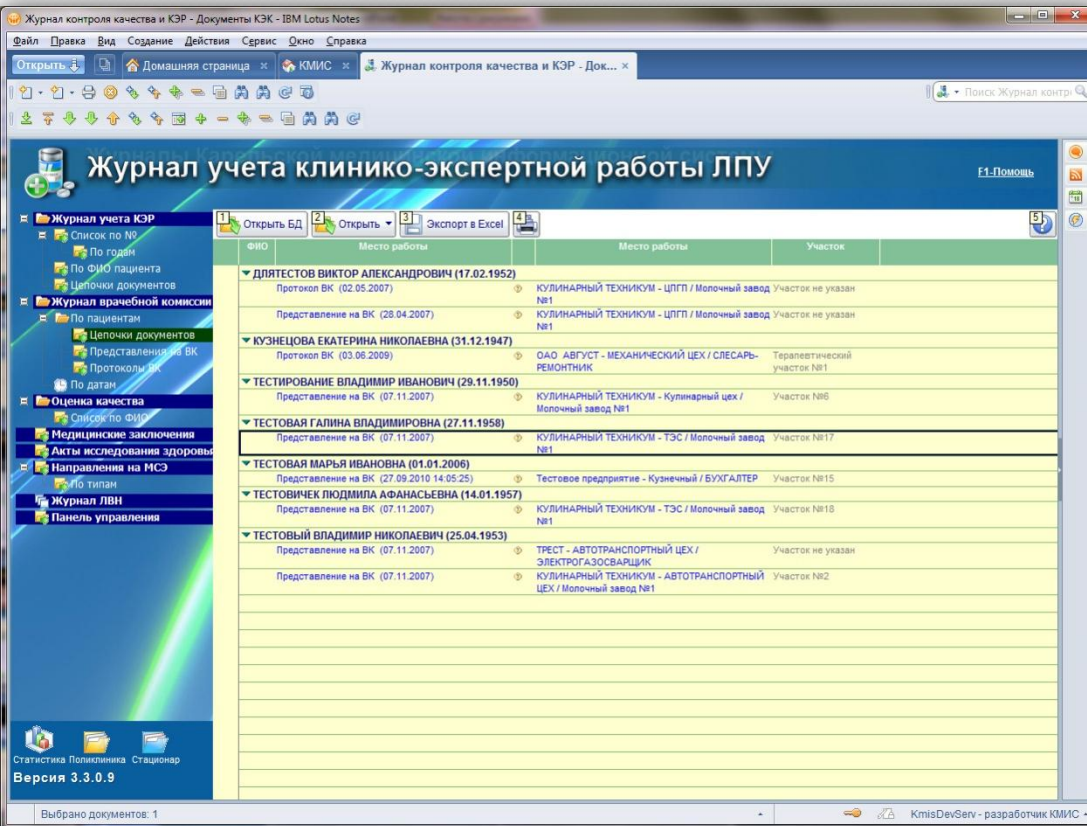 Журнал контроля качества и КЭР - Документы КЭК - IBM Lotus Notes
Файл Правка Вид Создание Действия Сервис Окно Справка
Открыть Домашняя страница × КМИС × Журнал контроля качества и КЭР - Док... ×
Поиск Журнал контр
Журнал учета клинико-экспертной работы ЛПУ
F1-Помощь
Журнал учета КЭР
Список по №
По годам
По ФИО пациента
Цепочки документов
Журнал врачебной комиссии
По пациентам
Цепочки документов
Представления на ВК
Протоколы ВК
По датам
Оценка качества
Список по ФИО
Медицинские заключения
Акты исследования здоровья
Направления на МСЭ
По типам
Журнал ЛВН
Панель управления
1 Открыть БД 2 Открыть 3 Экспорт в Excel 4 5
ФИО Место работы Место работы Участок
ДЛЯТЕСТОВ ВИКТОР АЛЕКСАНДРОВИЧ (17.02.1952)
Протокол ВК (02.05.2007) КУЛИНАРНЫЙ ТЕХНИКУМ - ЦПГП / Молочный завод Участок не указан
№1
Представление на ВК (28.04.2007) КУЛИНАРНЫЙ ТЕХНИКУМ - ЦПГП / Молочный завод Участок не указан
№1
КУЗНЕЦОВА ЕКАТЕРИНА НИКОЛАЕВНА (31.12.1947)
Протокол ВК (03.06.2009) ОАО АВГУСТ - МЕХАНИЧЕСКИЙ ЦЕХ / СЛЕСАРЬ- Терапевтический
РЕМОНТНИК участок №1
ТЕСТИРОВАНИЕ ВЛАДИМИР ИВАНОВИЧ (29.11.1950)
Представление на ВК (07.11.2007) КУЛИНАРНЫЙ ТЕХНИКУМ - Кулинарный цех / Участок №6
Молочный завод №1
ТЕСТОВАЯ ГАЛИНА ВЛАДИМИРОВНА (27.11.1958)
Представление на ВК (07.11.2007) КУЛИНАРНЫЙ ТЕХНИКУМ - ТЭС / Молочный завод Участок №17
№1
ТЕСТОВАЯ МАРЬЯ ИВАНОВНА (01.01.2006)
Представление на ВК (27.09.2010 14:05:25) Тестовое предприятие - Кузнечный / БУХГАЛТЕР Участок №15
ТЕСТОВИЧЕК ЛЮДМИЛА АФАНАСЬЕВНА (14.01.1957)
Представление на ВК (07.11.2007) КУЛИНАРНЫЙ ТЕХНИКУМ - ТЭС / Молочный завод Участок №18
№1
ТЕСТОВЫЙ ВЛАДИМИР НИКОЛАЕВИЧ (25.04.1953)
Представление на ВК (07.11.2007) ТРЕСТ - АВТОТРАНСПОРТНЫЙ ЦЕХ / Участок не указан
ЭЛЕКТРОГАЗОСВАРЩИК
Представление на ВК (07.11.2007) КУЛИНАРНЫЙ ТЕХНИКУМ - АВТОТРАНСПОРТНЫЙ Участок №2
ЦЕХ / Молочный завод №1
Статистика Поликлиника Стационар
Версия 3.3.0.9
Выбрано документов: 1
KmisDevServ - разработчик КМИС